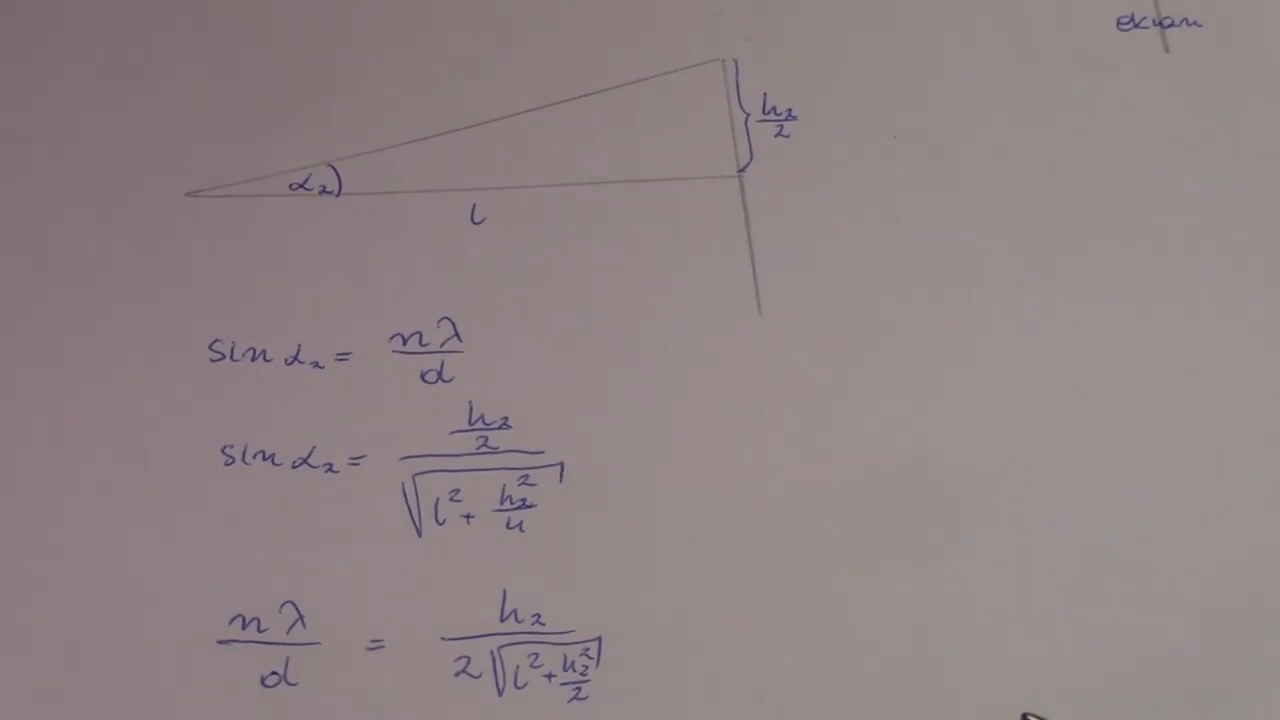 ekran
h₂/2
α₂
l
sin α₂ = nλ/d
sin α₂ = (h₂/2)/√(l² + h₂²/4)
nλ/d = h₂/(2√(l² + h₂²/2))